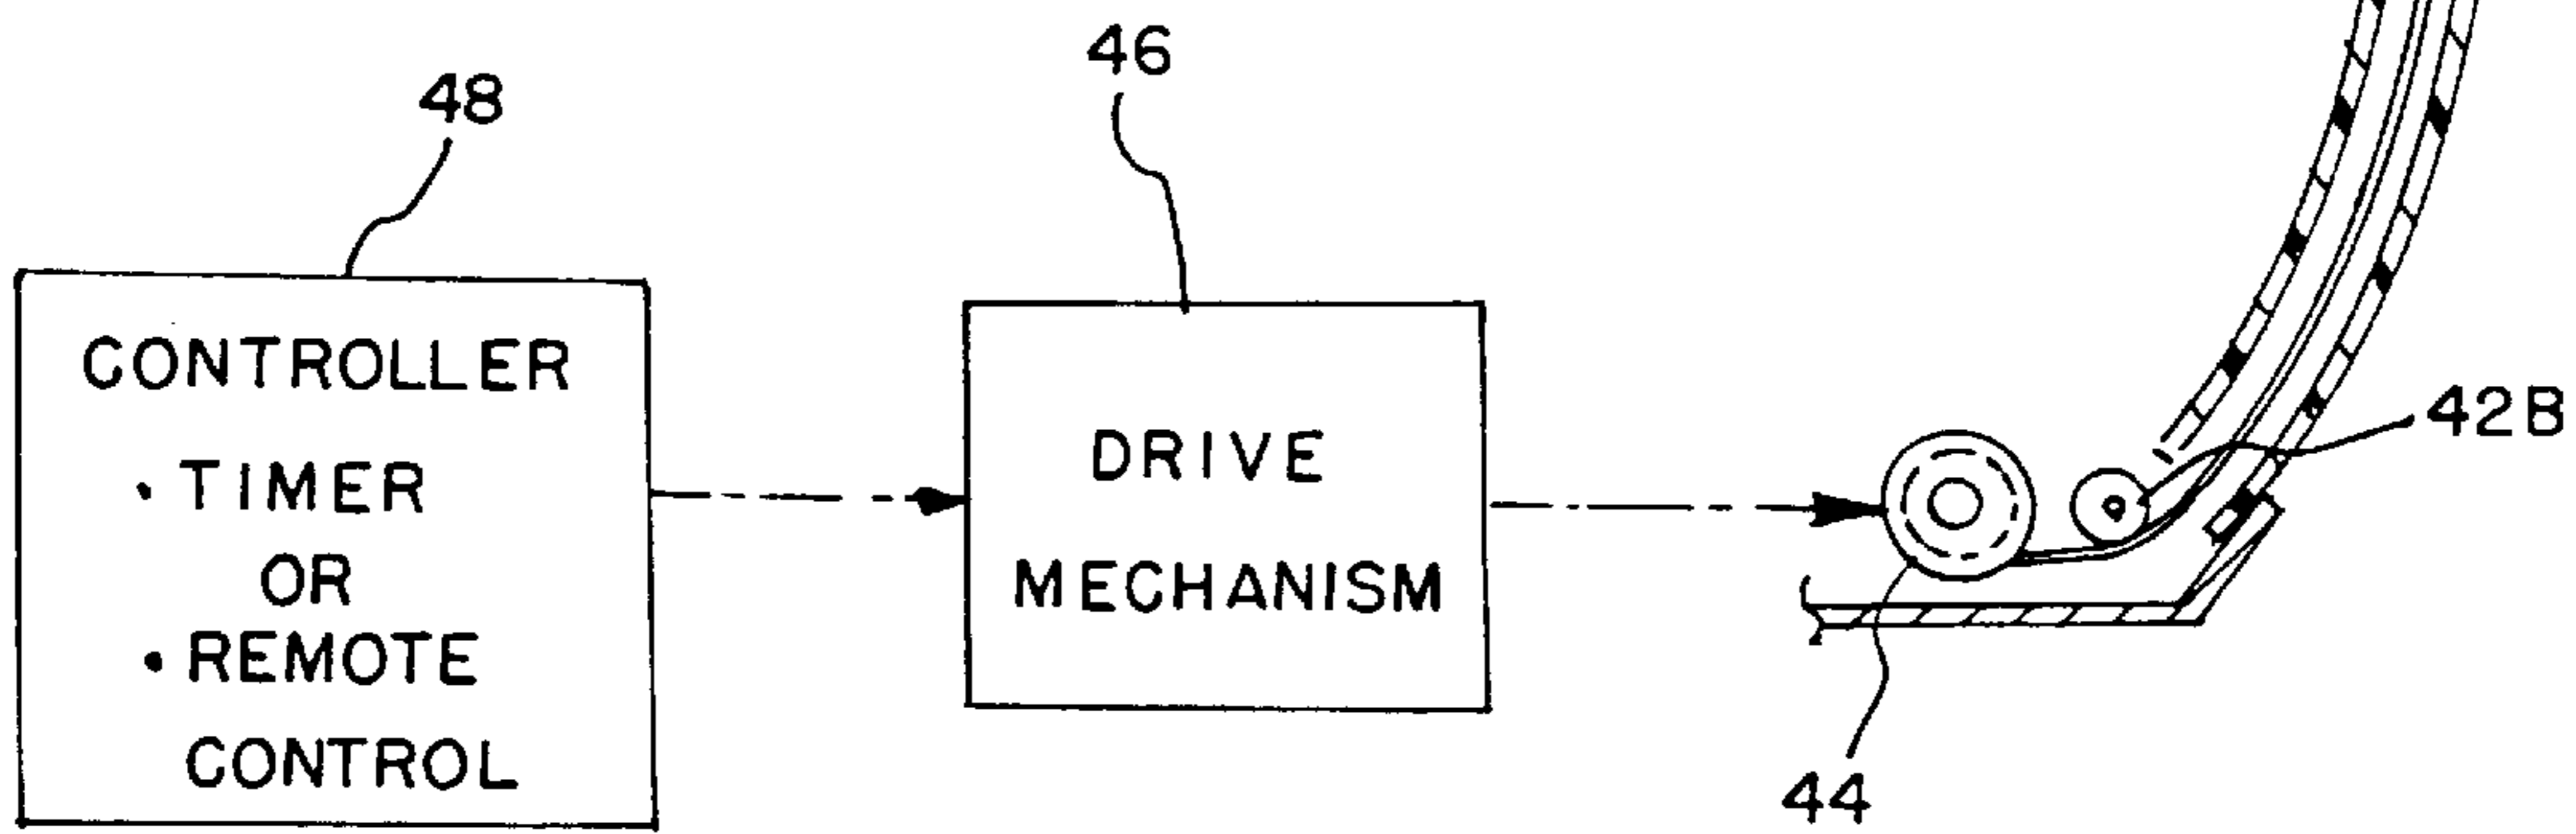 48
46
CONTROLLER
• TIMER
OR
• REMOTE
CONTROL
DRIVE
MECHANISM
42B
44